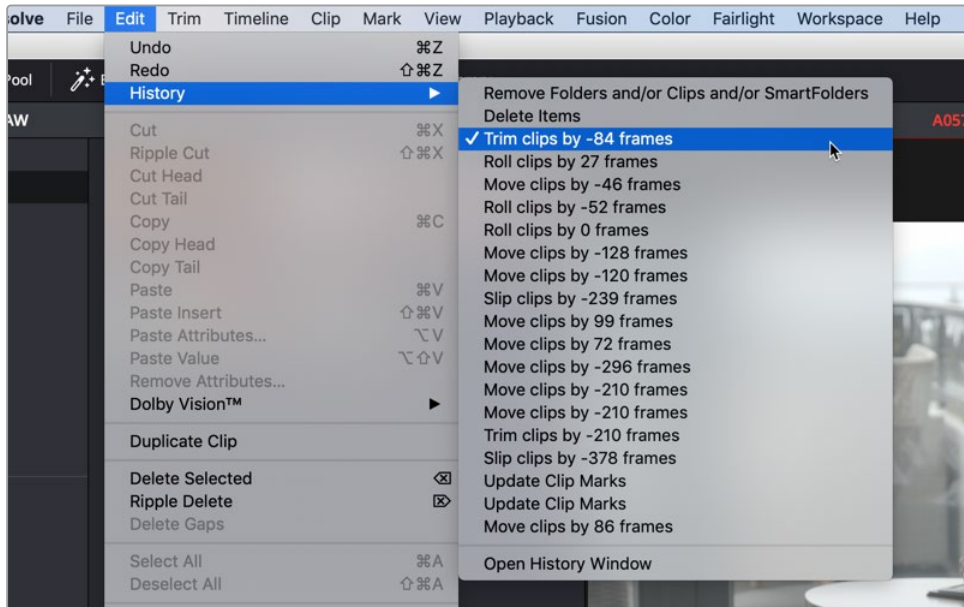 olve File Edit Trim Timeline Clip Mark View Playback Fusion Color Fairlight Workspace Help
Undo ⌘Z
ool
Redo ⇧⌘Z
History ▶
AW
Cut ⌘X
Ripple Cut ⇧⌘X
Cut Head
Cut Tail
Copy ⌘C
Copy Head
Copy Tail
Paste ⌘V
Paste Insert ⇧⌘V
Paste Attributes... ⌥V
Paste Value ⌥⇧V
Remove Attributes...
Dolby Vision™ ▶
Duplicate Clip
Delete Selected ⌫
Ripple Delete ⌦
Delete Gaps
Select All ⌘A
Deselect All ⇧⌘A
Remove Folders and/or Clips and/or SmartFolders
Delete Items
✓ Trim clips by -84 frames
Roll clips by 27 frames
Move clips by -46 frames
Roll clips by -52 frames
Roll clips by 0 frames
Move clips by -128 frames
Move clips by -120 frames
Slip clips by -239 frames
Move clips by 99 frames
Move clips by 72 frames
Move clips by -296 frames
Move clips by -210 frames
Move clips by -210 frames
Trim clips by -210 frames
Slip clips by -378 frames
Update Clip Marks
Update Clip Marks
Move clips by 86 frames
Open History Window
A057